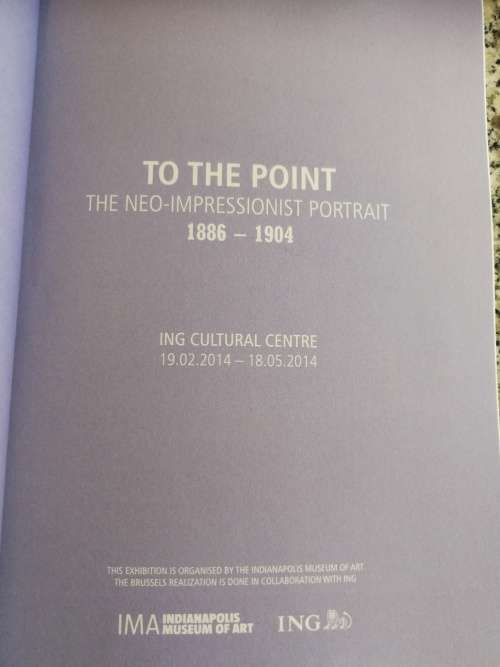 TO THE POINT
THE NEO-IMPRESSIONIST PORTRAIT
1886 – 1904
ING CULTURAL CENTRE
19.02.2014 – 18.05.2014
THIS EXHIBITION IS ORGANISED BY THE INDIANAPOLIS MUSEUM OF ART
THE BRUSSELS REALIZATION IS DONE IN COLLABORATION WITH ING
IMA INDIANAPOLIS
MUSEUM OF ART
ING